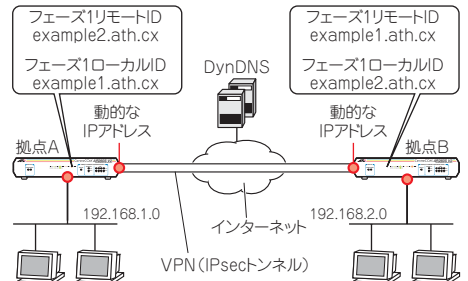 フェーズ1リモートID
example2.ath.cx
フェーズ1ローカルID
example1.ath.cx
フェーズ1リモートID
example1.ath.cx
フェーズ1ローカルID
example2.ath.cx
DynDNS
動的な
IPアドレス
動的な
IPアドレス
拠点A
拠点B
192.168.1.0
インターネット
192.168.2.0
VPN(IPsecトンネル)